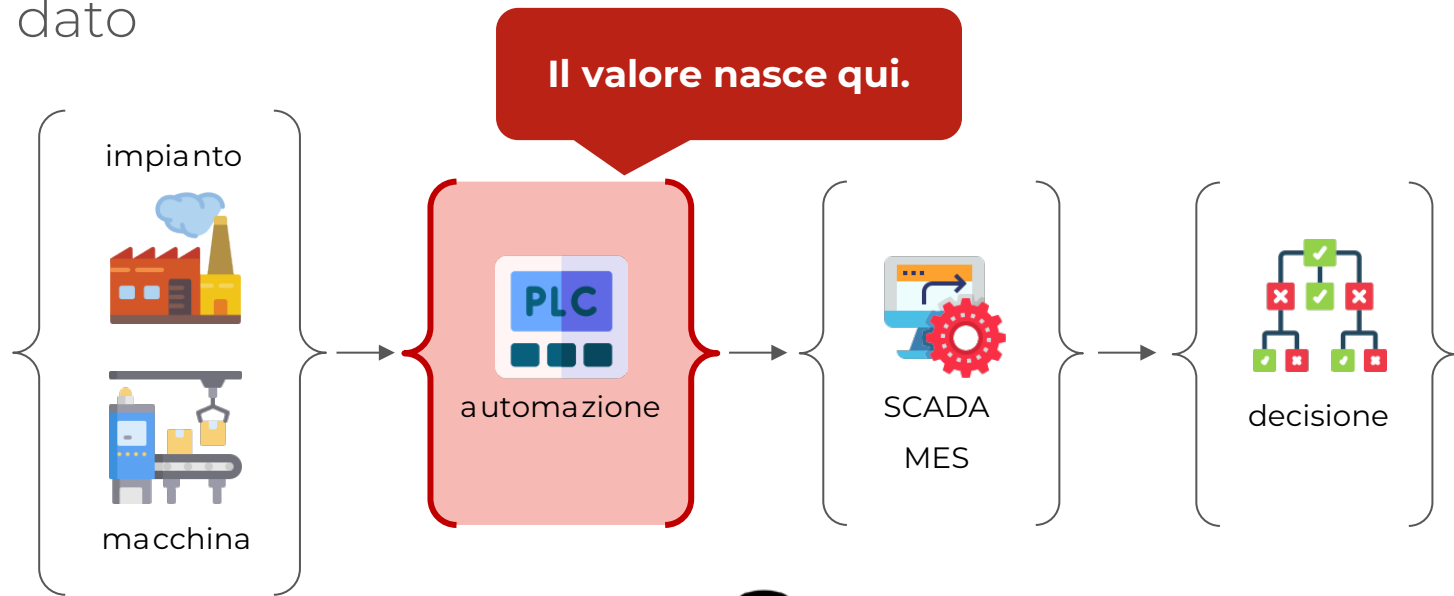 dato
Il valore nasce qui.
impianto
macchina
PLC
automazione
SCADA
MES
decisione